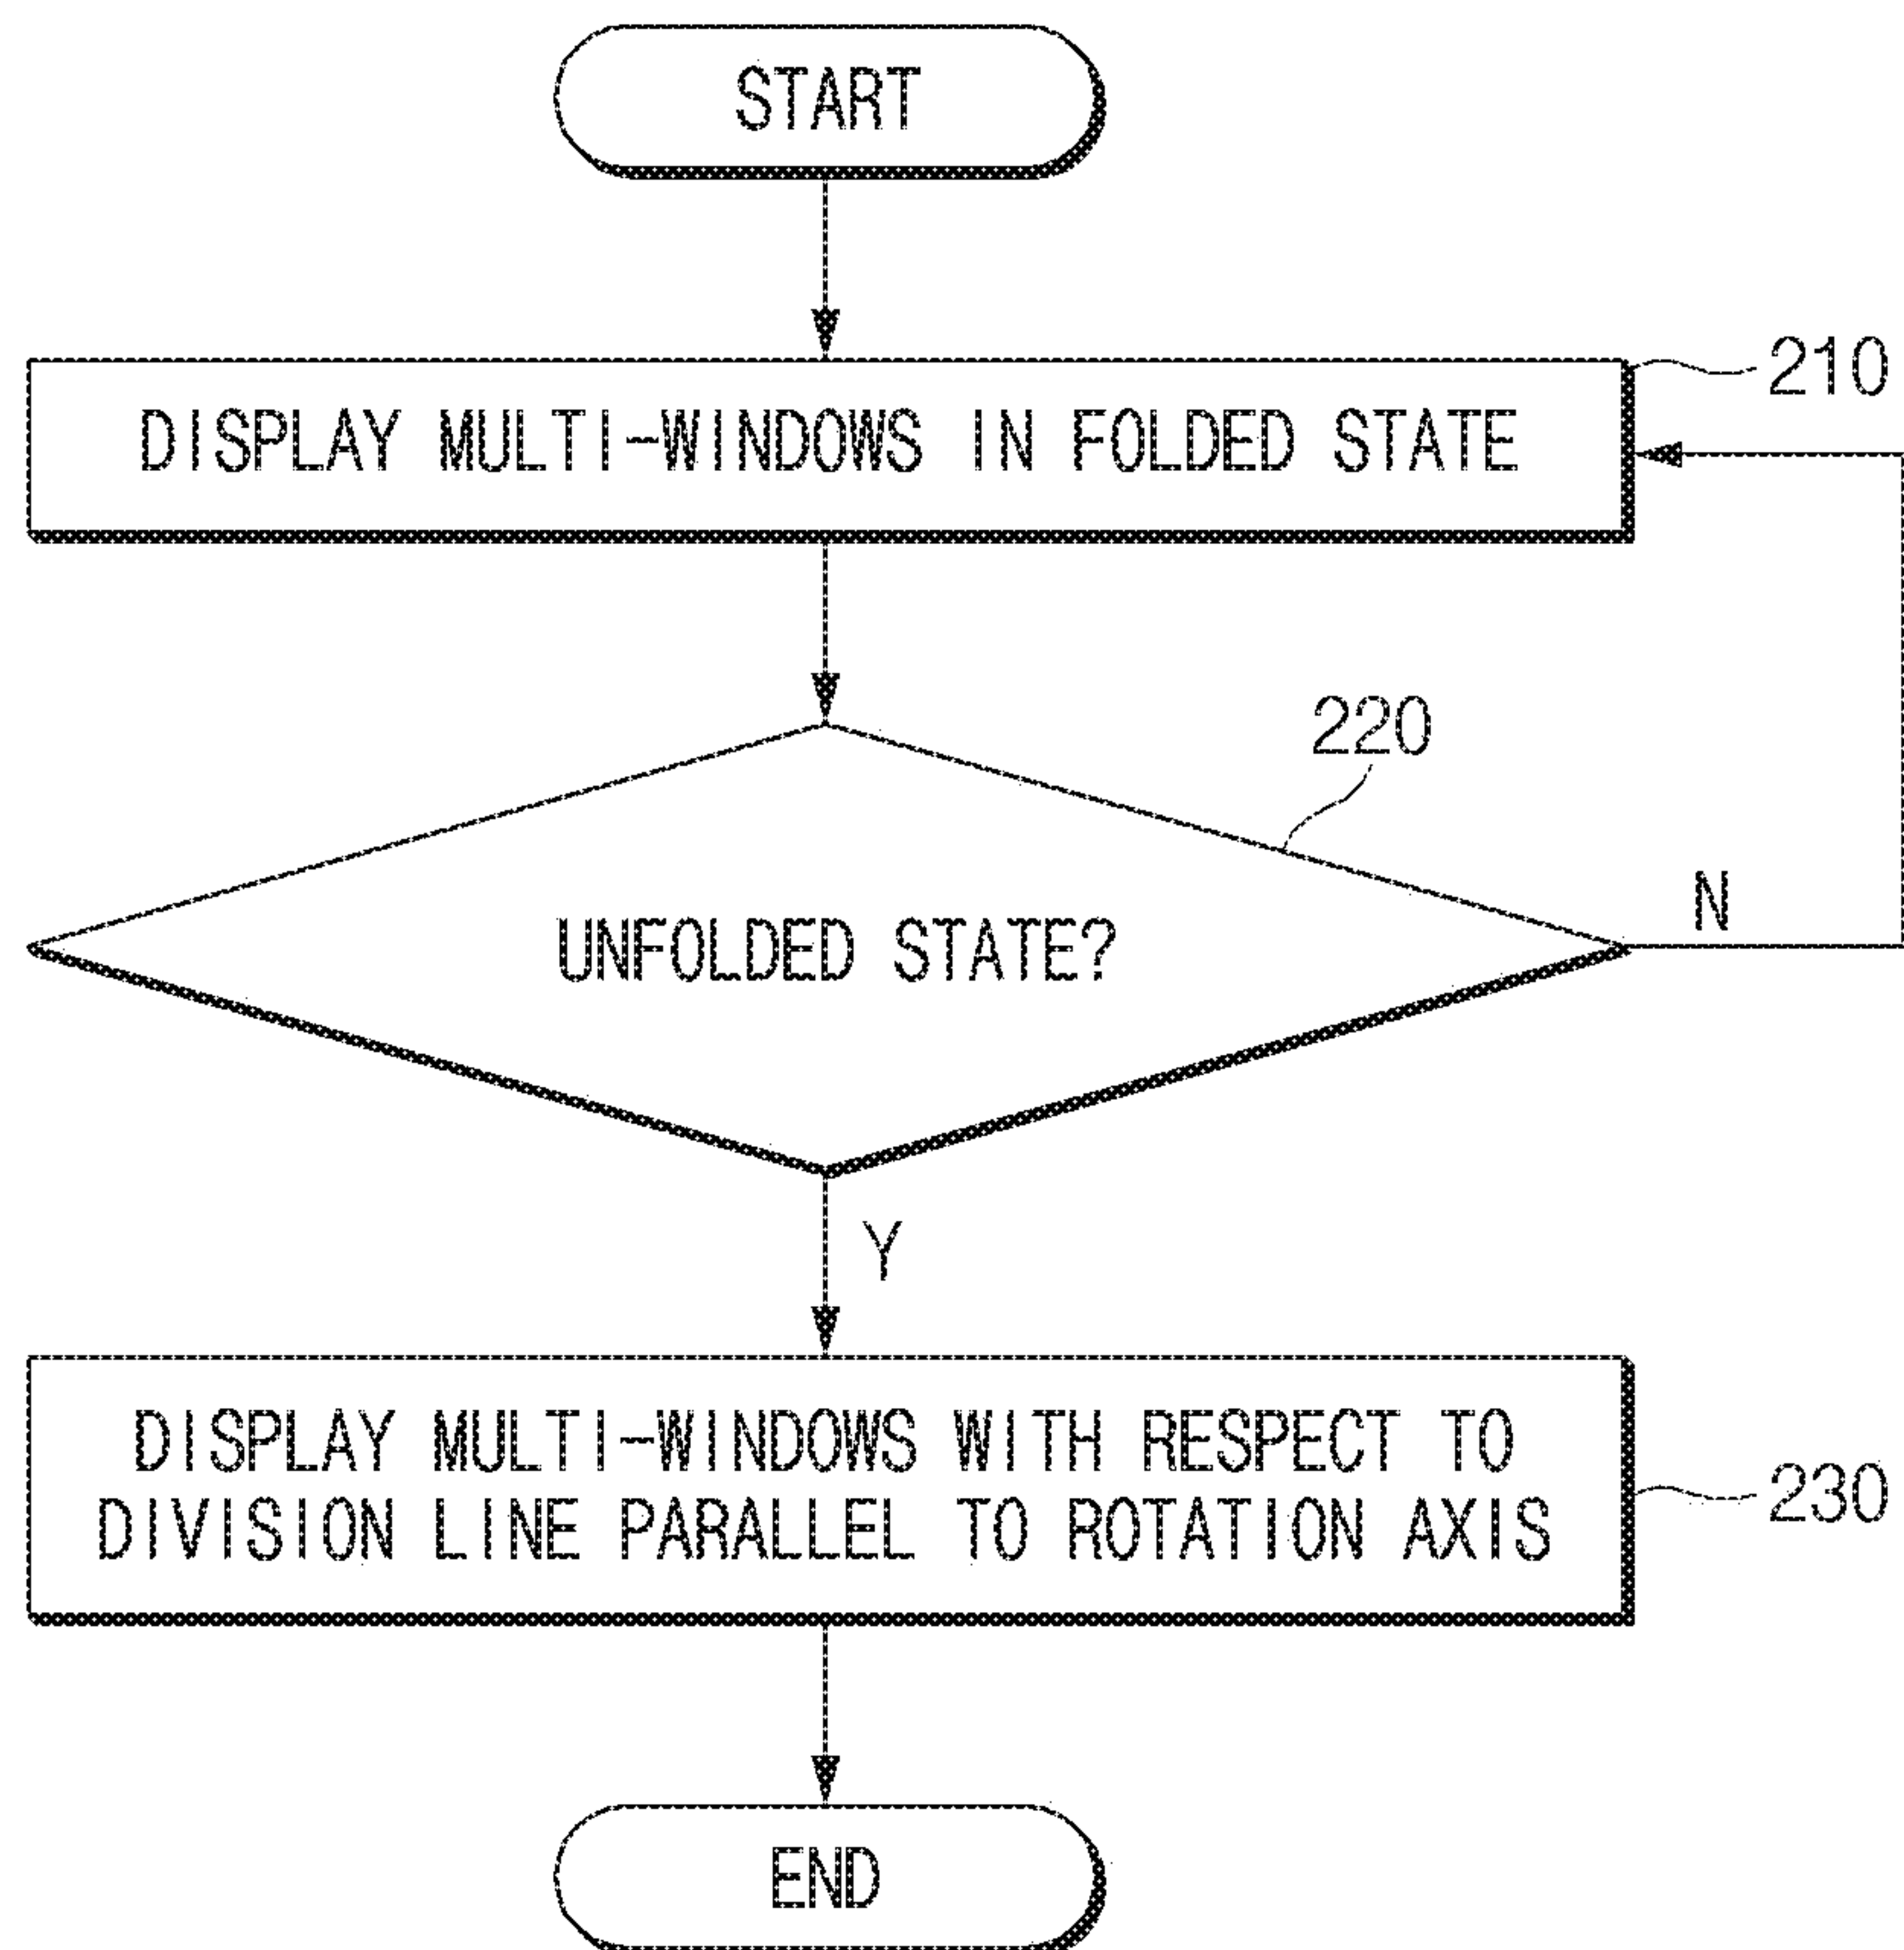 START
210
DISPLAY MULTI-WINDOWS IN FOLDED STATE
220
UNFOLDED STATE?
N
Y
DISPLAY MULTI-WINDOWS WITH RESPECT TO
DIVISION LINE PARALLEL TO ROTATION AXIS
230
END